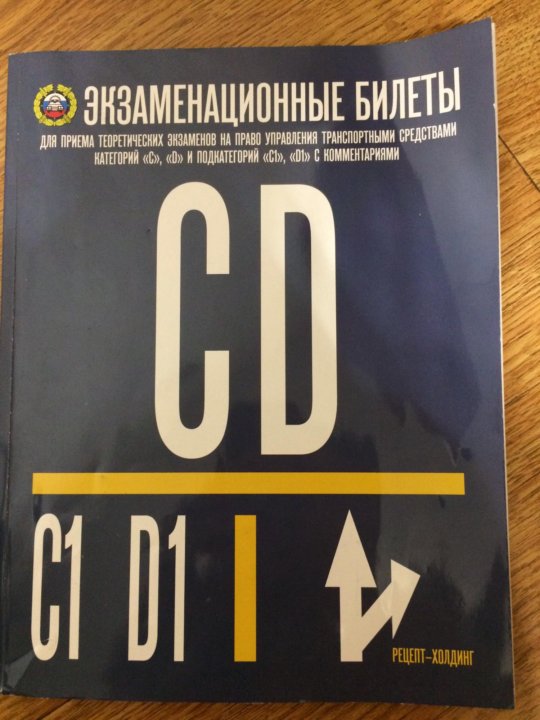 ЭКЗАМЕНАЦИОННЫЕ БИЛЕТЫ
ДЛЯ ПРИЕМА ТЕОРЕТИЧЕСКИХ ЭКЗАМЕНОВ НА ПРАВО УПРАВЛЕНИЯ ТРАНСПОРТНЫМИ СРЕДСТВАМИ
КАТЕГОРИЙ «C», «D» И ПОДКАТЕГОРИЙ «C1», «D1» С КОММЕНТАРИЯМИ
CD
C1 D1
РЕЦЕПТ-ХОЛДИНГ